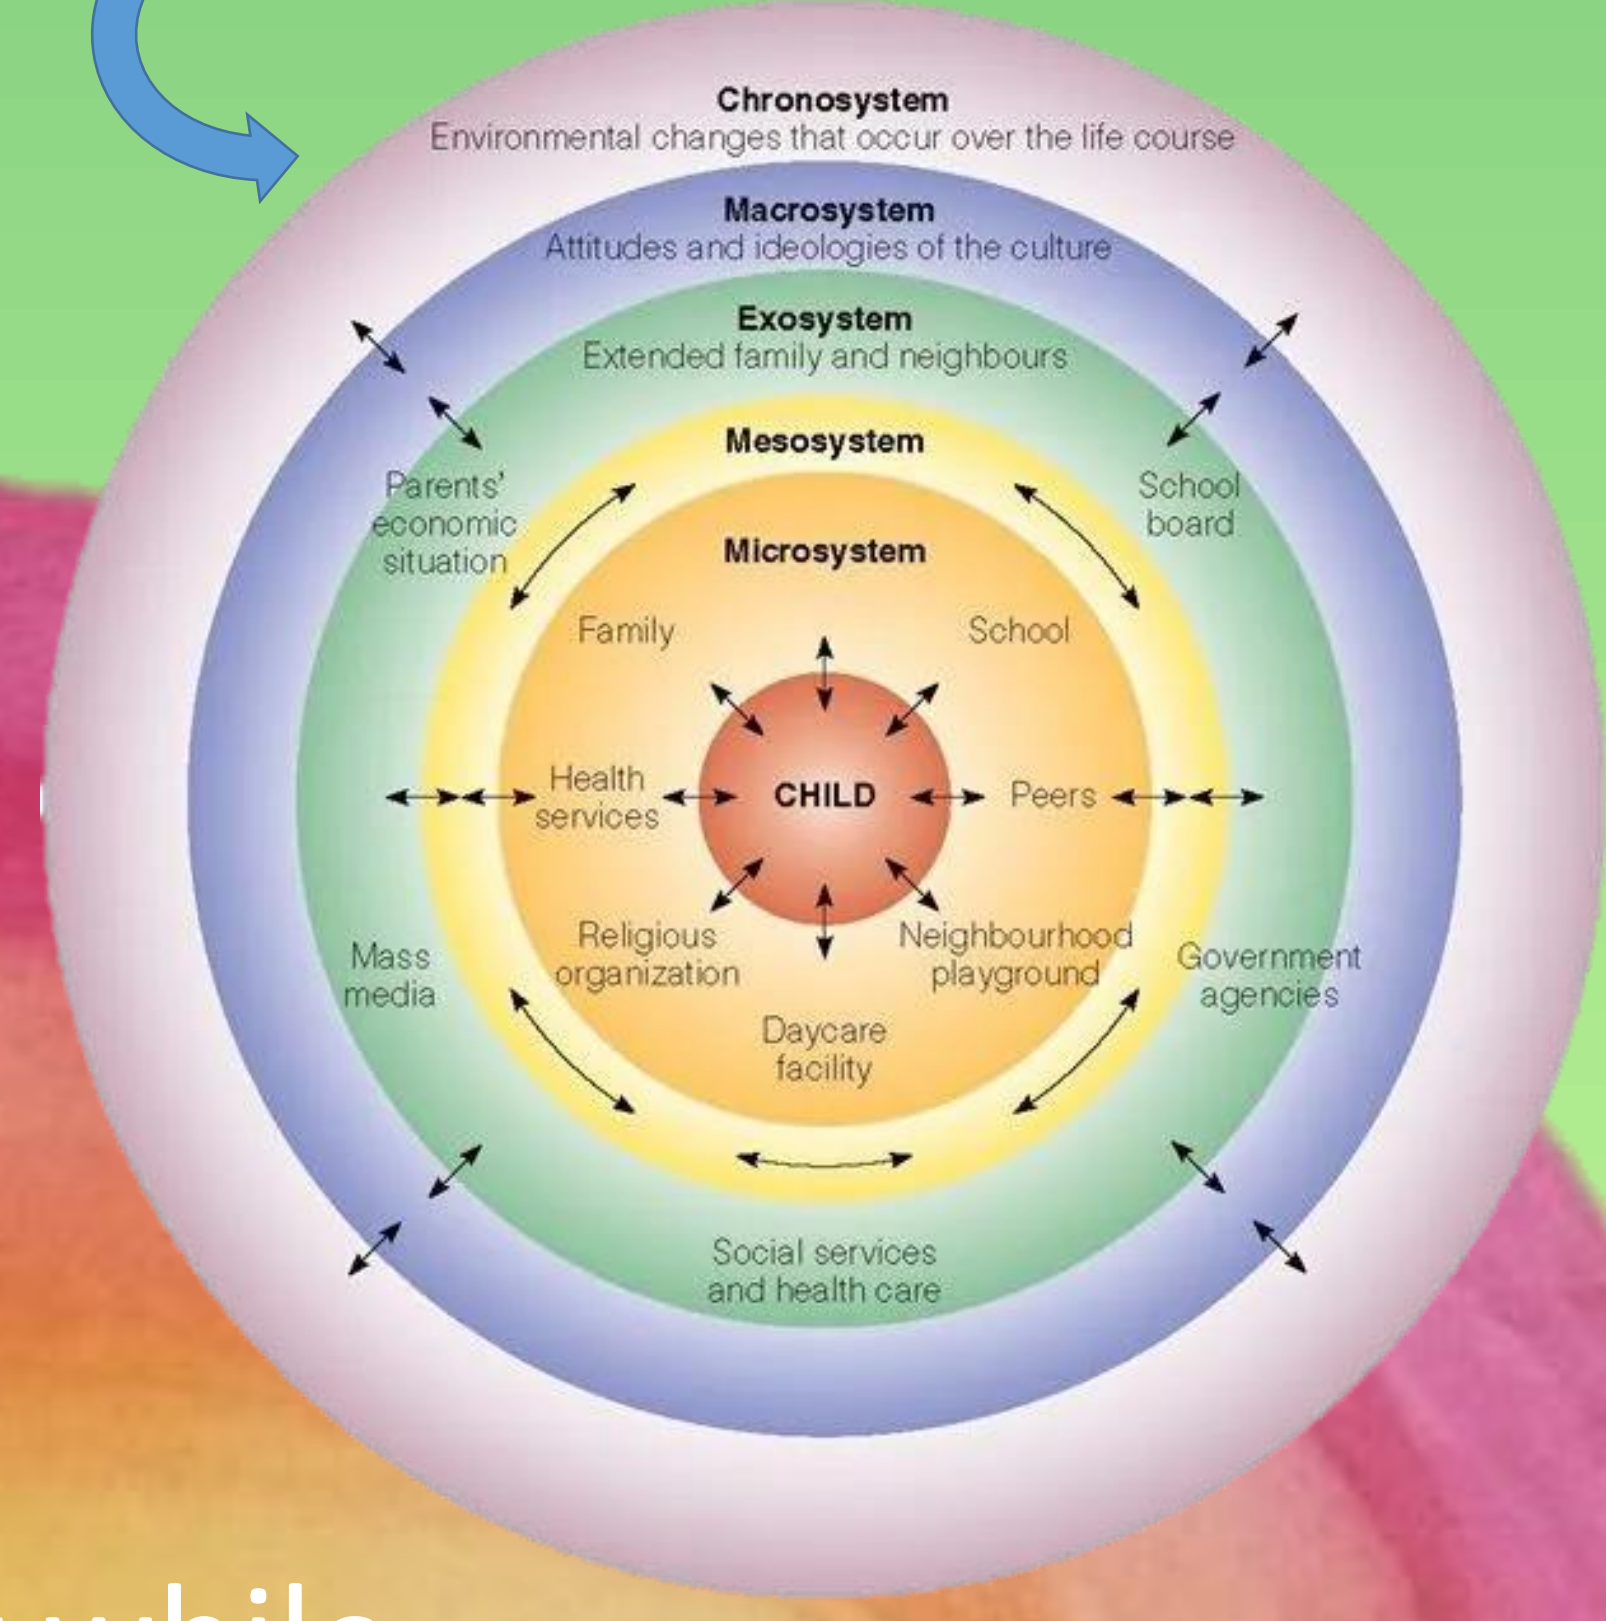 Chronosystem
Environmental changes that occur over the life course
Macrosystem
Attitudes and ideologies of the culture
Exosystem
Extended family and neighbours
Mesosystem
Parents'
economic
situation
School
board
Microsystem
Family
School
Health
services
CHILD
Peers
Religious
organization
Neighbourhood
playground
Mass
media
Government
agencies
Daycare
facility
Social services
and health care
while